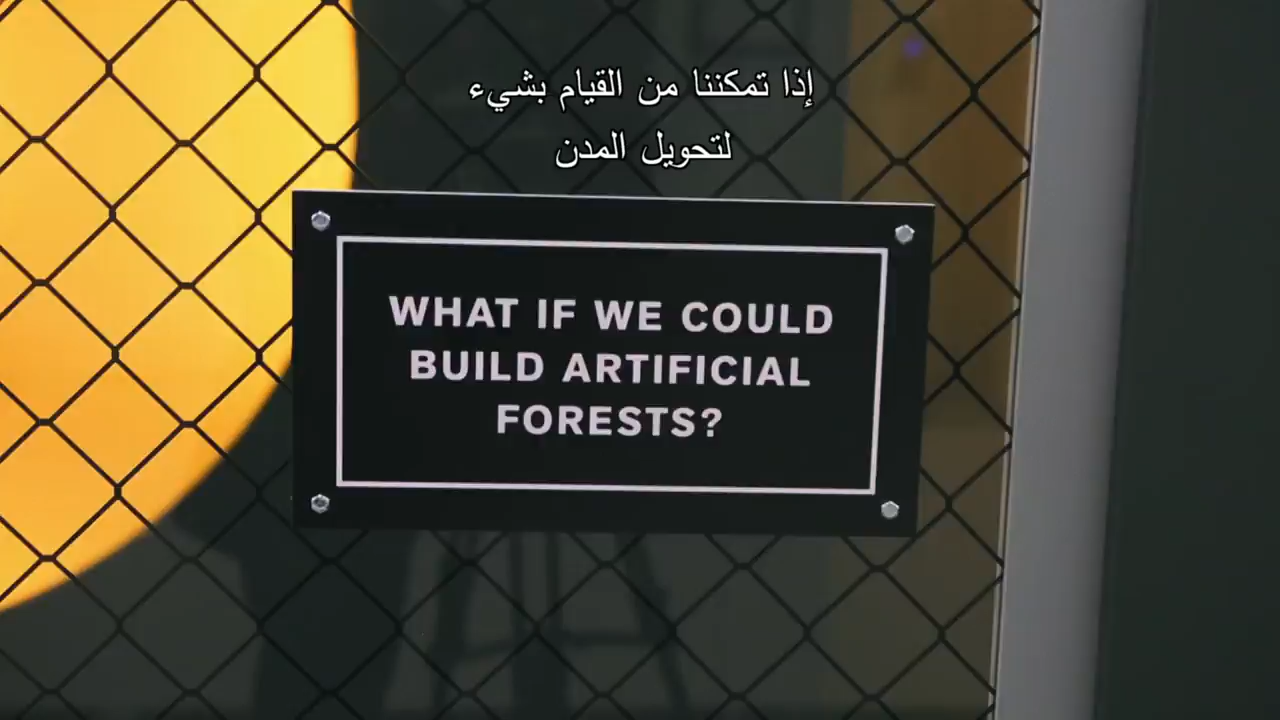 إذا تمكننا من القيام بشيء
لتحويل المدن
WHAT IF WE COULD
BUILD ARTIFICIAL
FORESTS?